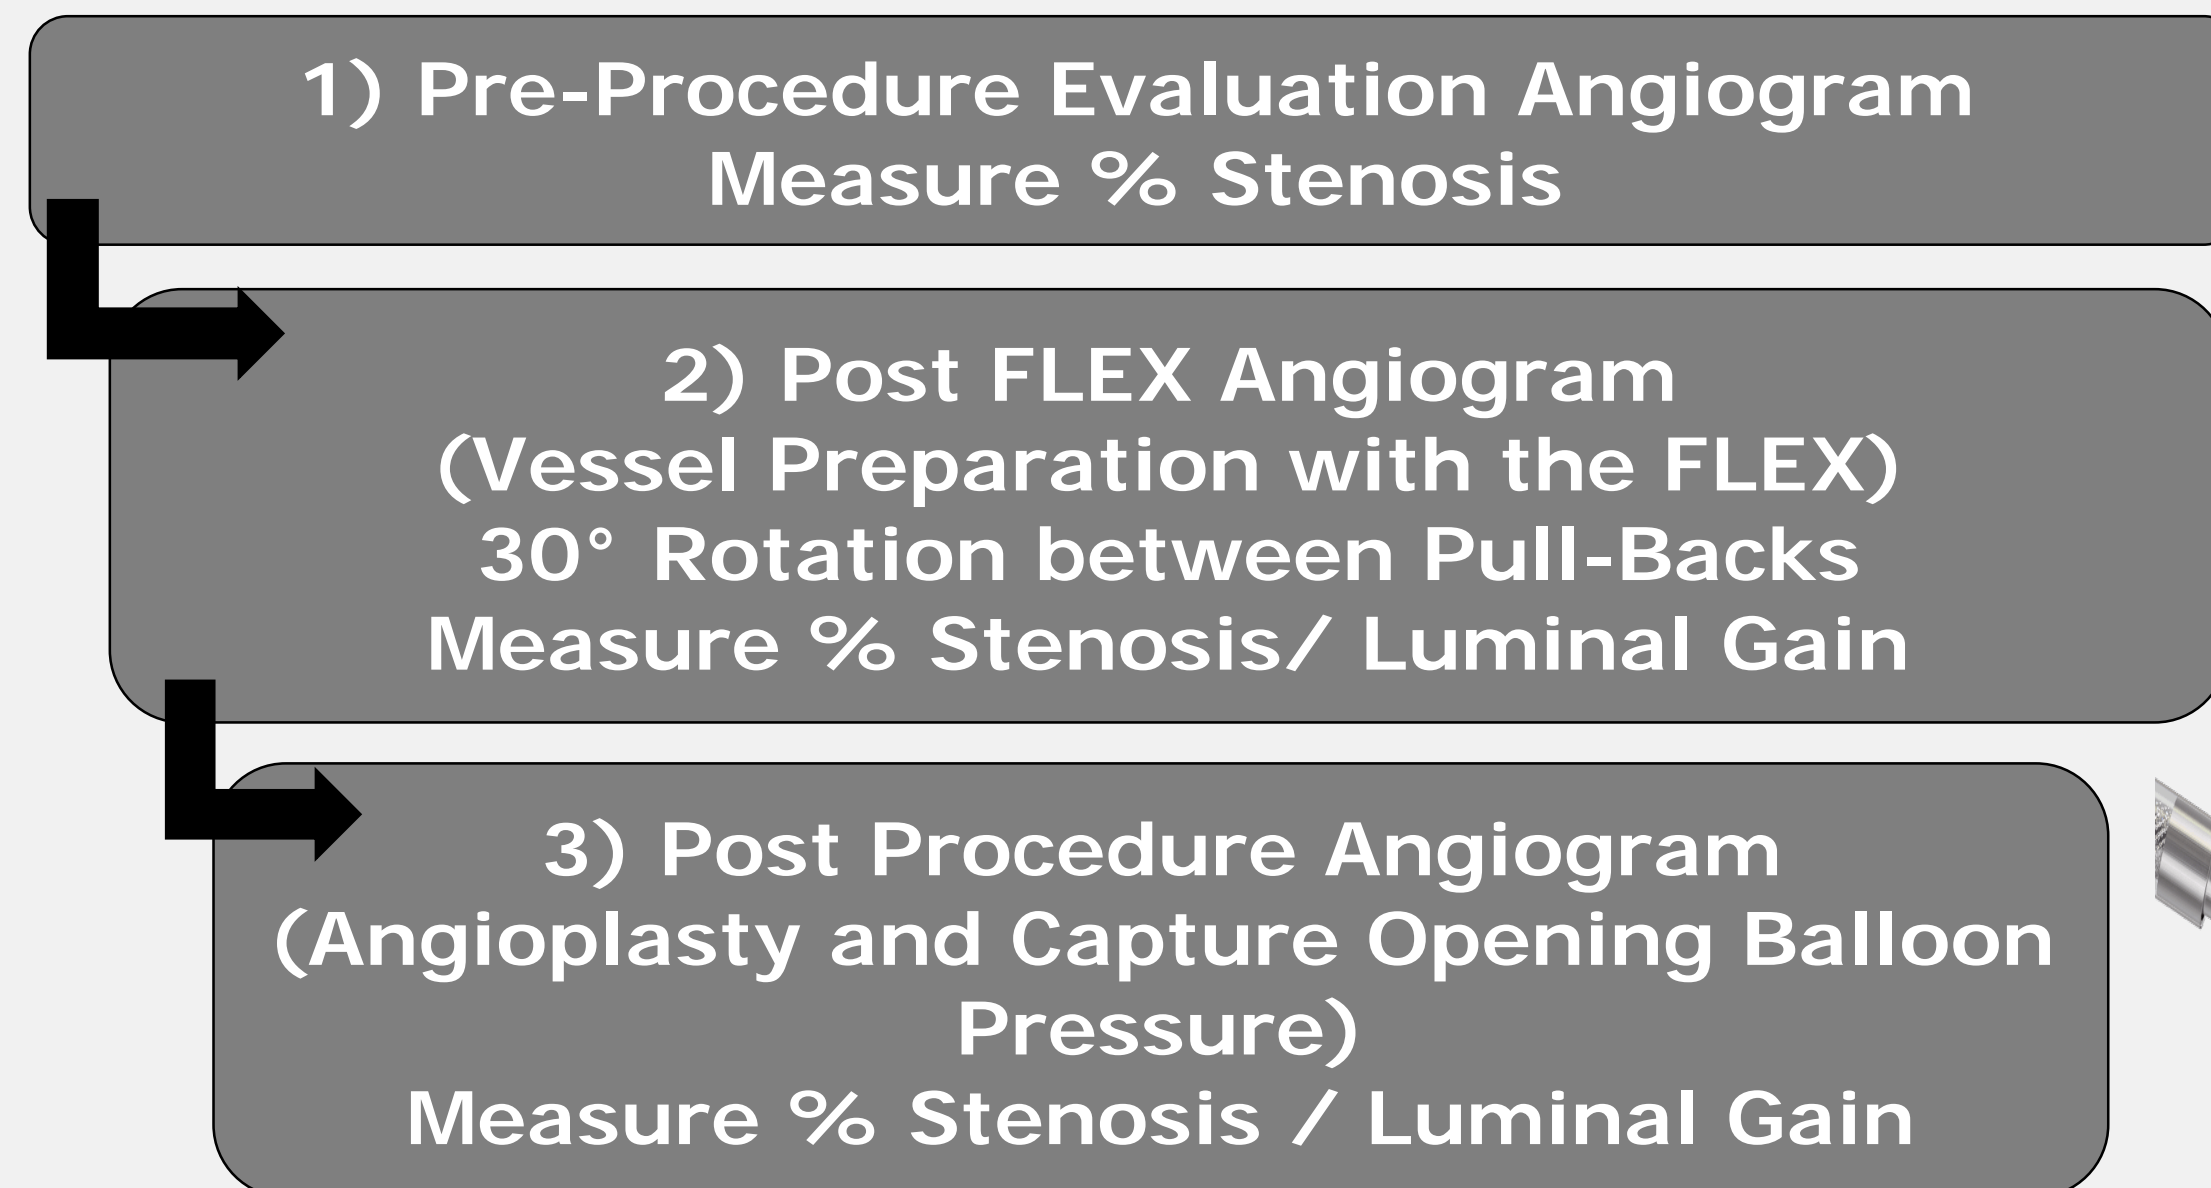 1) Pre-Procedure Evaluation Angiogram
Measure % Stenosis
2) Post FLEX Angiogram
(Vessel Preparation with the FLEX)
30° Rotation between Pull-Backs
Measure % Stenosis/ Luminal Gain
3) Post Procedure Angiogram
(Angioplasty and Capture Opening Balloon
Pressure)
Measure % Stenosis / Luminal Gain